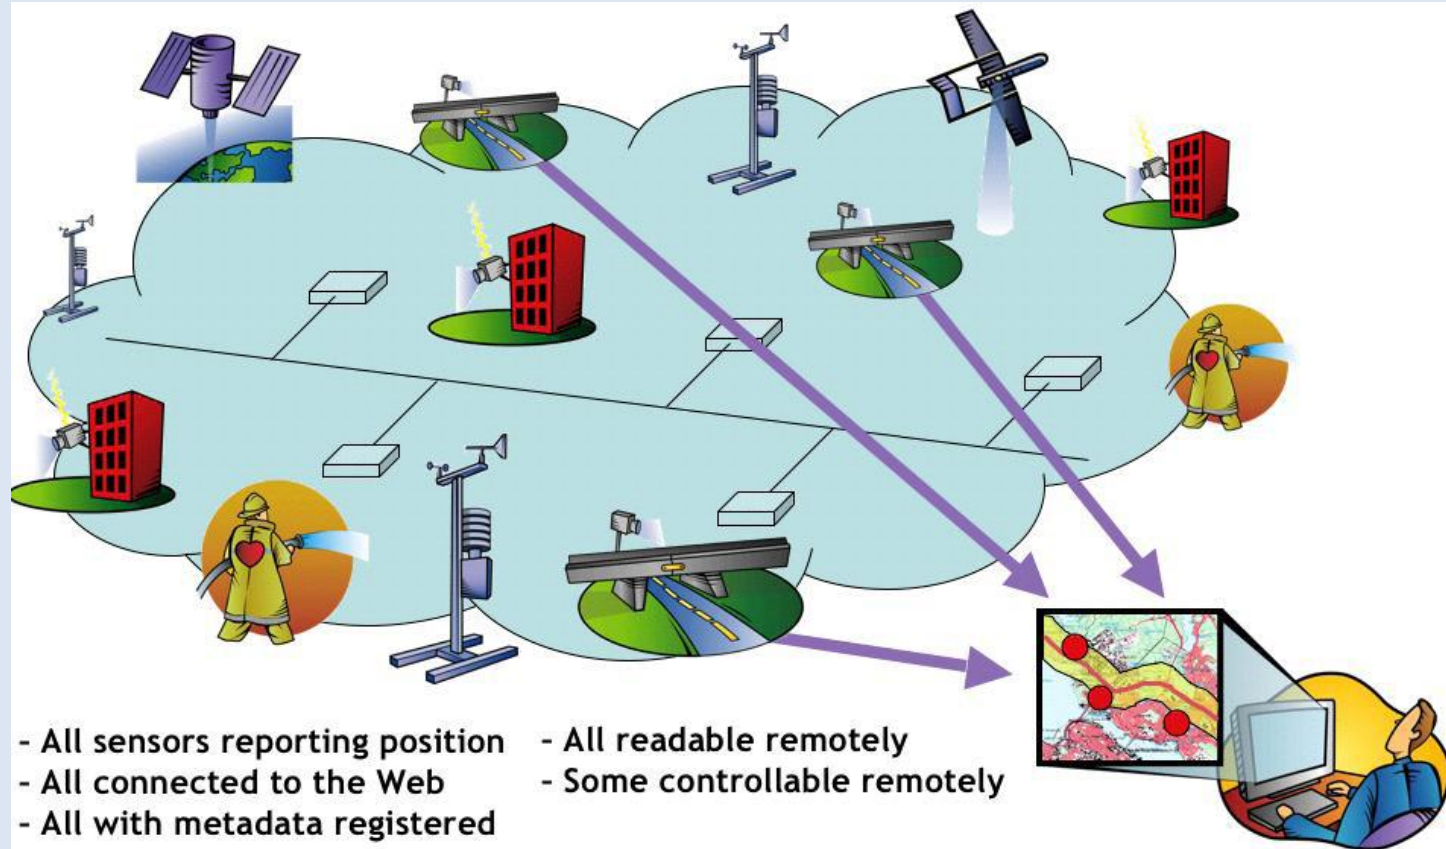 - All sensors reporting position
- All connected to the Web
- All with metadata registered
- All readable remotely
- Some controllable remotely